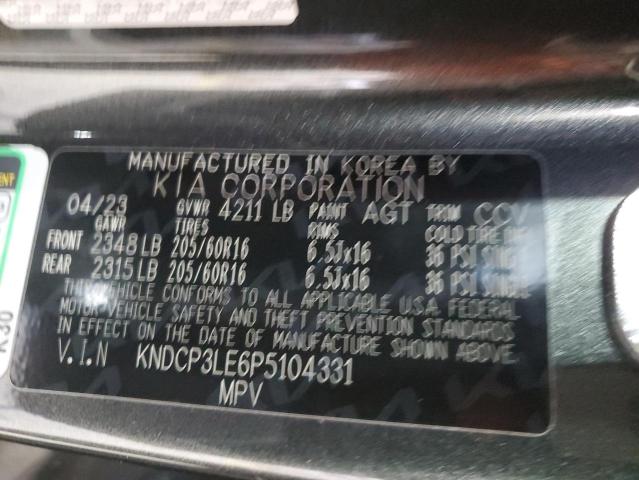 MANUFACTURED IN KOREA BY
KIA CORPORATION
04/23 GVWR 4211 LB PAINT AGT TRIM CCV
GAWR TIRES RIMS COLD TIRE
FRONT 2348 LB 205/60R16 6.5Jx16 36 PSI SINGLE
REAR 2315 LB 205/60R16 6.5Jx16 36 PSI SINGLE
THIS VEHICLE CONFORMS TO ALL APPLICABLE U.S.A. FEDERAL
MOTOR VEHICLE SAFETY AND THEFT PREVENTION STANDARDS
IN EFFECT ON THE DATE OF MANUFACTURE SHOWN ABOVE.
V.I.N KNDCP3LE6P5104331
MPV
K30